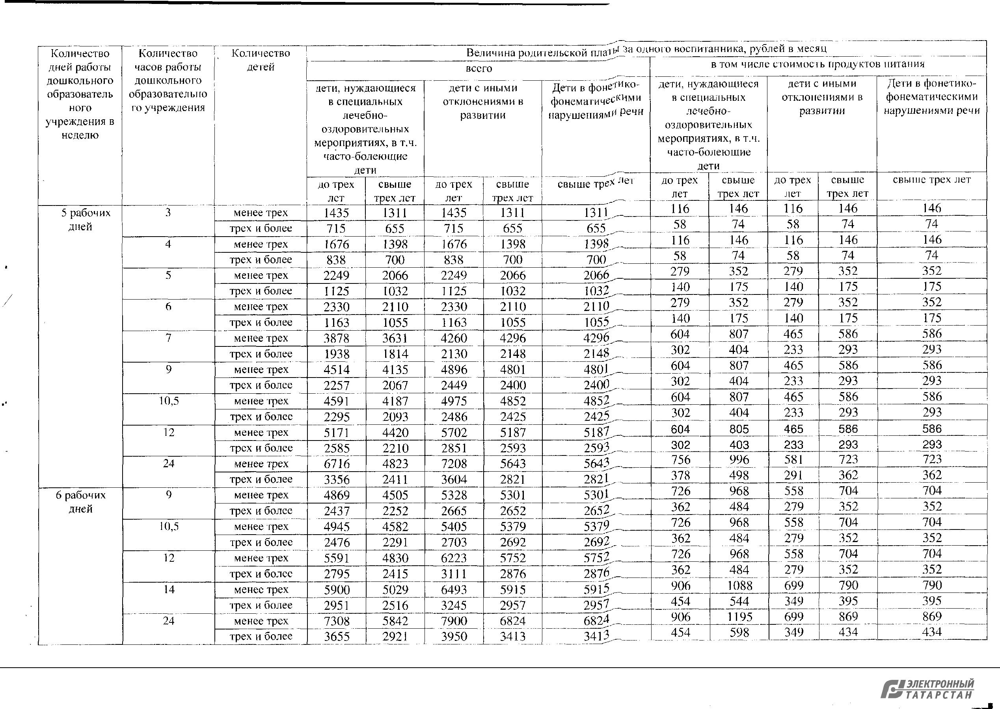 Величина родительской платы за одного воспитанника, рублей в месяц
Количество дней работы дошкольного образователь ного учреждения в неделю
Количество часов работы дошкольного образовательно го учреждения
Количество детей
всего
в том числе стоимость продуктов питания
дети, нуждающиеся в специальных лечебно-оздоровительных мероприятиях, в т.ч. часто-болеющие дети
дети с иными отклонениями в развитии
Дети в фонетико-фонематическими нарушениями речи
дети, нуждающиеся в специальных лечебно-оздоровительных мероприятиях, в т.ч. часто-болеющие дети
дети с иными отклонениями в развитии
Дети в фонетико-фонематическими нарушениями речи
до трех лет свыше трех лет до трех лет свыше трех лет свыше трех лет до трех лет свыше трех лет до трех лет свыше трех лет свыше трех лет
5 рабочих дней 3 менее трех 1435 1311 1435 1311 1311 116 146 116 146 146
трех и более 715 655 715 655 655 58 74 58 74 74
4 менее трех 1676 1398 1676 1398 1398 116 146 116 146 146
трех и более 838 700 838 700 700 58 74 58 74 74
5 менее трех 2249 2066 2249 2066 2066 279 352 279 352 352
трех и более 1125 1032 1125 1032 1032 140 175 140 175 175
6 менее трех 2330 2110 2330 2110 2110 279 352 279 352 352
трех и более 1163 1055 1163 1055 1055 140 175 140 175 175
7 менее трех 3878 3631 4260 4296 4296 604 807 465 586 586
трех и более 1938 1814 2130 2148 2148 302 404 233 293 293
9 менее трех 4514 4135 4896 4801 4801 604 807 465 586 586
трех и более 2257 2067 2449 2400 2400 302 404 233 293 293
10,5 менее трех 4591 4187 4975 4852 4852 604 807 465 586 586
трех и более 2295 2093 2486 2425 2425 302 404 233 293 293
12 менее трех 5171 4420 5702 5187 5187 604 805 465 586 586
трех и более 2585 2210 2851 2593 2593 302 403 233 293 293
24 менее трех 6716 4823 7208 5643 5643 756 996 581 723 723
трех и более 3356 2411 3604 2821 2821 378 498 291 362 362
6 рабочих дней 9 менее трех 4869 4505 5328 5301 5301 726 968 558 704 704
трех и более 2437 2252 2665 2652 2652 362 484 279 352 352
10,5 менее трех 4945 4582 5405 5379 5379 726 968 558 704 704
трех и более 2476 2291 2703 2692 2692 362 484 279 352 352
12 менее трех 5591 4830 6223 5752 5752 726 968 558 704 704
трех и более 2795 2415 3111 2876 2876 362 484 279 352 352
14 менее трех 5900 5029 6493 5915 5915 906 1088 699 790 790
трех и более 2951 2516 3245 2957 2957 454 544 349 395 395
24 менее трех 7308 5842 7900 6824 6824 906 1195 699 869 869
трех и более 3655 2921 3950 3413 3413 454 598 349 434 434
ЭЛЕКТРОННЫЙ
ТАТАРСТАН